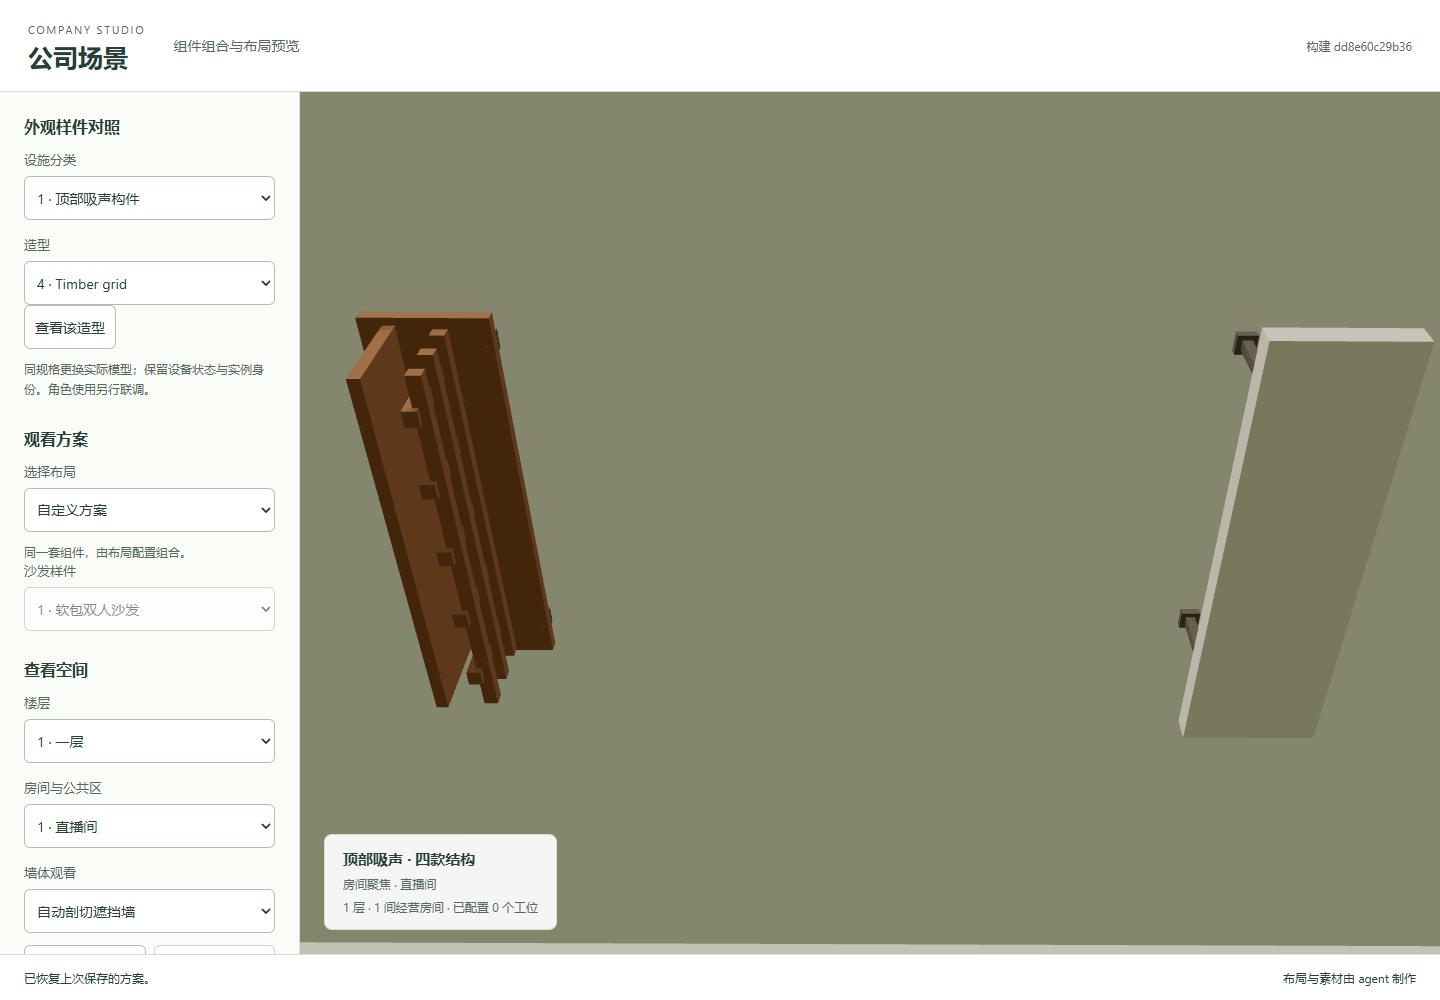 COMPANY STUDIO
公司场景
组件组合与布局预览
构建 dd8e60c29b36
外观样件对照
设施分类
1 · 顶部吸声构件
造型
4 · Timber grid
查看该造型
同规格更换实际模型；保留设备状态与实例身
份。角色使用另行联调。
观看方案
选择布局
自定义方案
同一套组件，由布局配置组合。
沙发样件
1 · 软包双人沙发
查看空间
楼层
1 · 一层
房间与公共区
1 · 直播间
墙体观看
自动剖切遮挡墙
顶部吸声 · 四款结构
房间聚焦 · 直播间
1 层 · 1 间经营房间 · 已配置 0 个工位
已恢复上次保存的方案。
布局与素材由 agent 制作